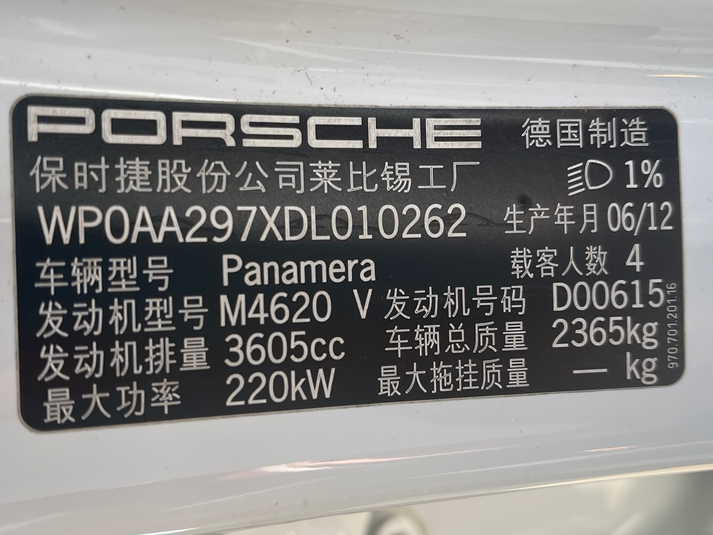 PORSCHE 德国制造
保时捷股份公司莱比锡工厂 1%
WP0AA297XDL010262 生产年月 06/12
车辆型号 Panamera 载客人数 4
发动机型号 M4620 V 发动机号码 D00615
发动机排量 3605cc 车辆总质量 2365kg
最大功率 220kW 最大拖挂质量 — kg
970.701.201.16